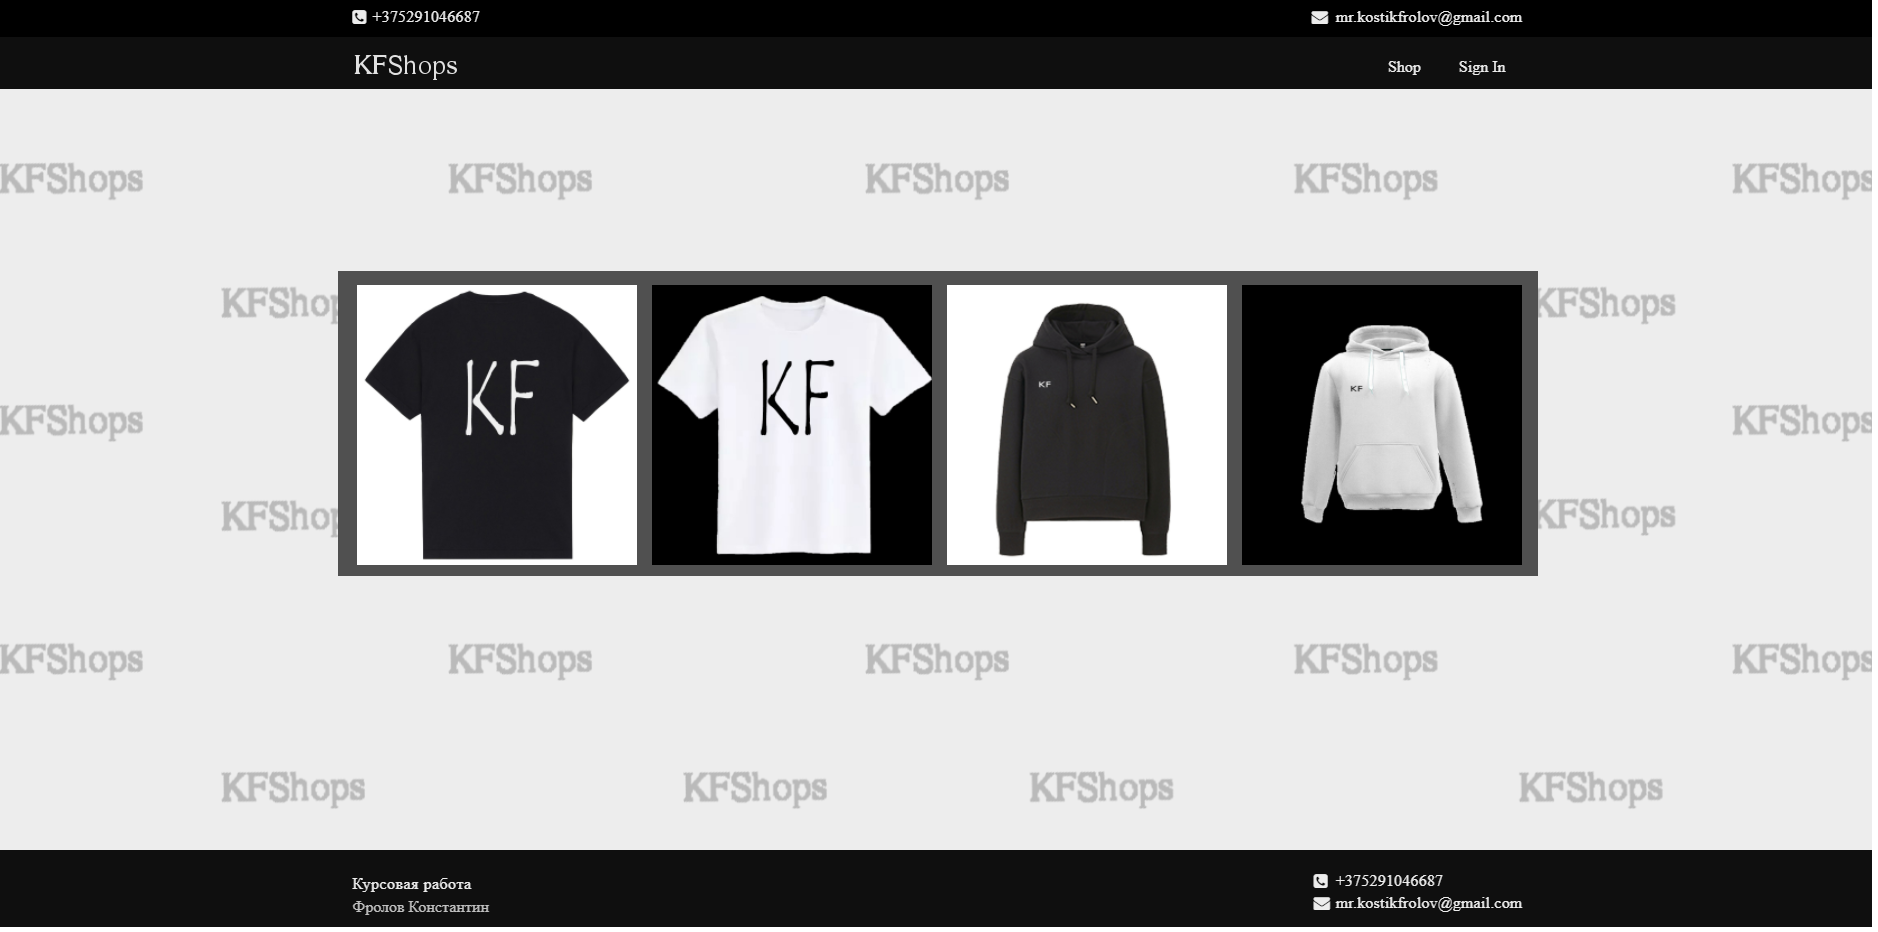 +375291046687
mr.kostikfrolov@gmail.com
KFShops
Shop
Sign In
KFShops KFShops KFShops KFShops KFShops
KFShops KFShops
KF KF KF KF
KFShops KFShops
KFShops KFShops
KFShops KFShops KFShops KFShops KFShops
KFShops KFShops KFShops KFShops
Курсовая работа
Фролов Константин
+375291046687
mr.kostikfrolov@gmail.com